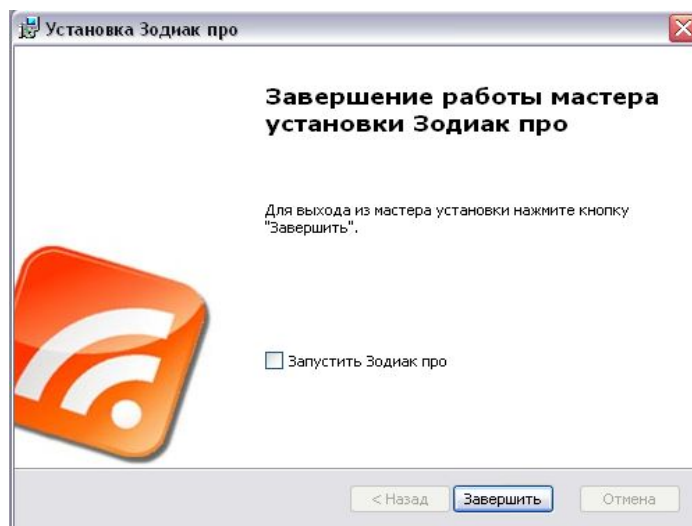 Установка Зодиак про
Завершение работы мастера
установки Зодиак про
Для выхода из мастера установки нажмите кнопку
"Завершить".
Запустить Зодиак про
< Назад
Завершить
Отмена